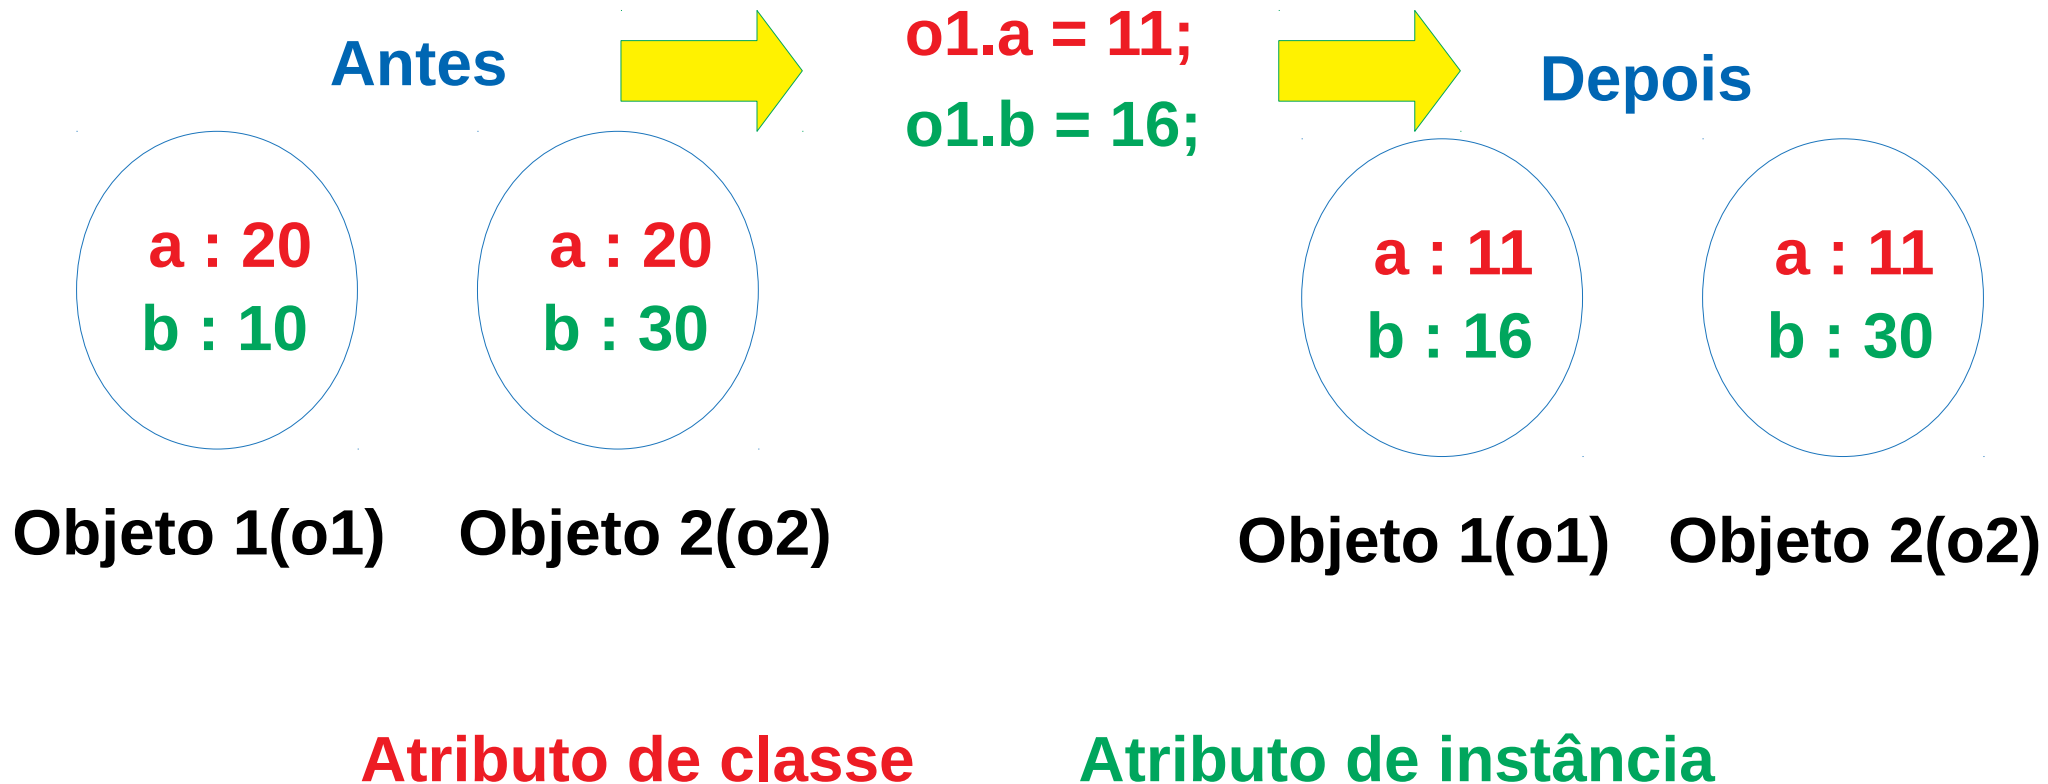 Antes
o1.a = 11;
o1.b = 16;
Depois
a : 20
b : 10
a : 20
b : 30
a : 11
b : 16
a : 11
b : 30
Objeto 1(o1)
Objeto 2(o2)
Objeto 1(o1)
Objeto 2(o2)
Atributo de classe
Atributo de instância